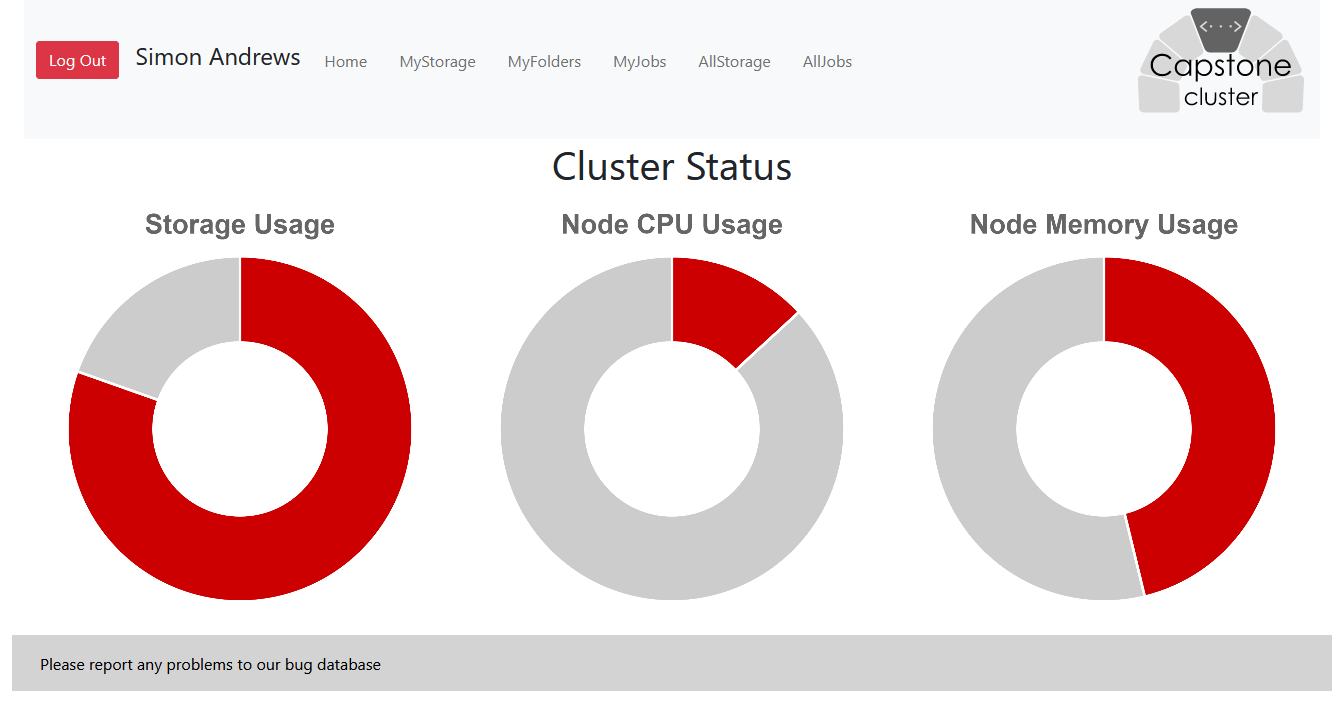 Log Out Simon Andrews Home MyStorage MyFolders MyJobs AllStorage AllJobs
<···>
Capstone
cluster
Cluster Status
Storage Usage Node CPU Usage Node Memory Usage
Please report any problems to our bug database